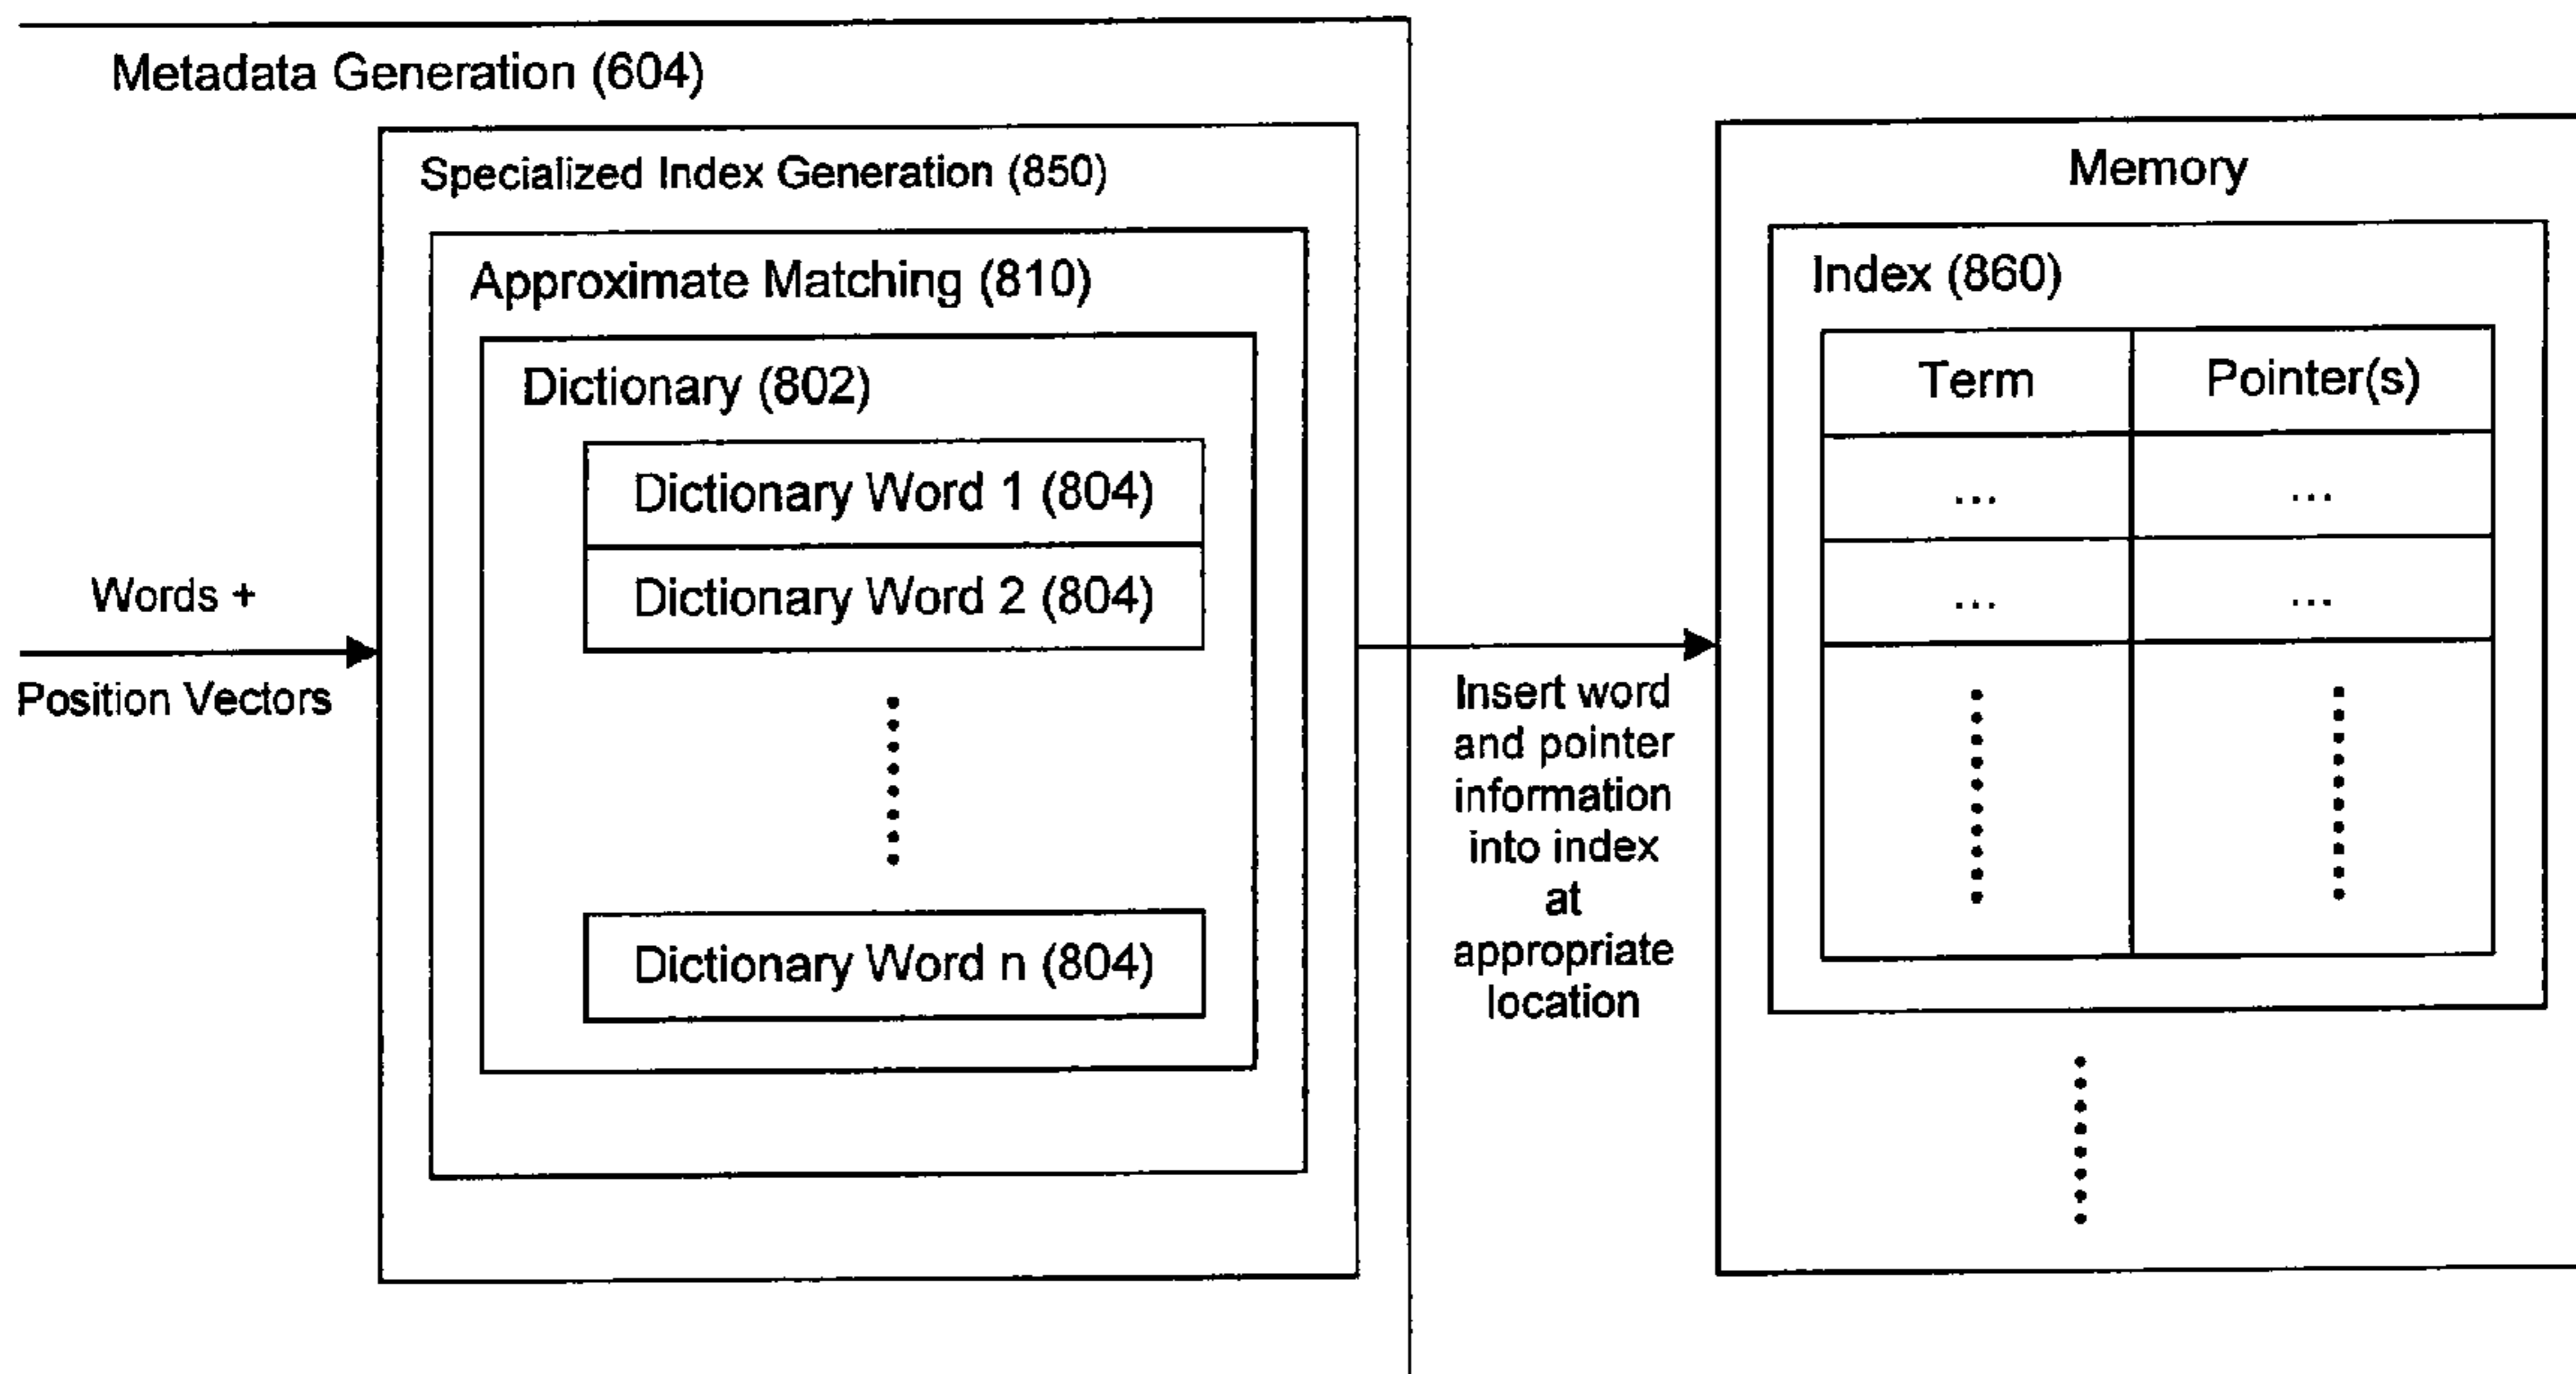 Metadata Generation (604)
Specialized Index Generation (850)
Approximate Matching (810)
Dictionary (802)
Dictionary Word 1 (804)
Dictionary Word 2 (804)
Dictionary Word n (804)
Words +
Position Vectors
Insert word
and pointer
information
into index
at
appropriate
location
Memory
Index (860)
Term Pointer(s)
... ...
... ...